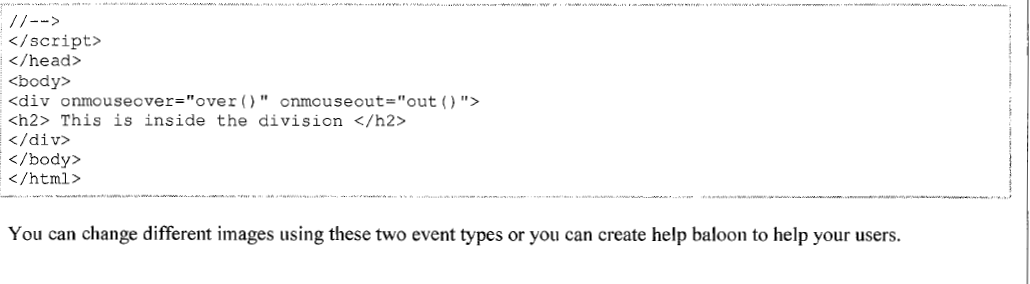 //-->
</script>
</head>
<body>
<div onmouseover="over()" onmouseout="out()">
<h2> This is inside the division </h2>
</div>
</body>
</html>
You can change different images using these two event types or you can create help baloon to help your users.